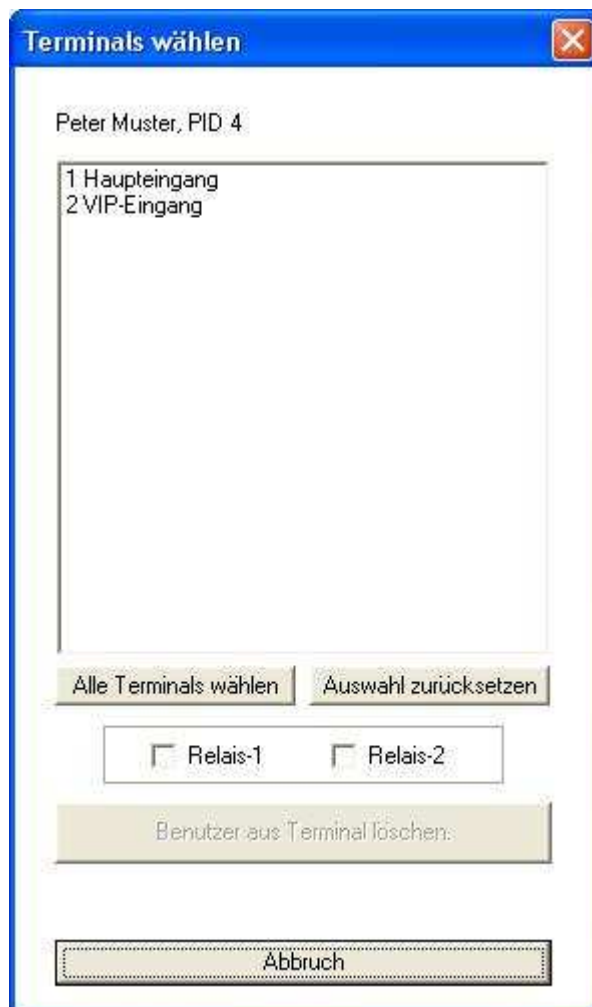 Terminals wählen
Peter Muster, PID 4
1 Haupteingang
2 VIP-Eingang
Alle Terminals wählen Auswahl zurücksetzen
Relais-1 Relais-2
Benutzer aus Terminal löschen.
Abbruch